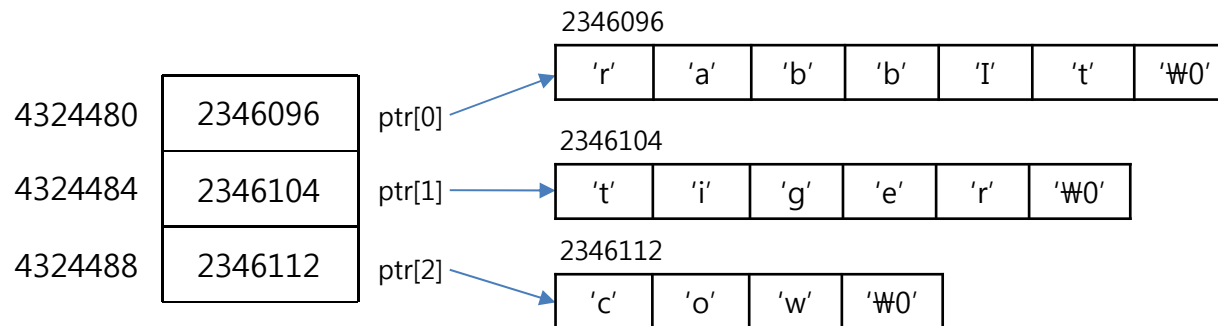 2346096
'r' 'a' 'b' 'b' 'I' 't' '₩0'
4324480 2346096 ptr[0]
2346104
4324484 2346104 ptr[1] 't' 'i' 'g' 'e' 'r' '₩0'
2346112
4324488 2346112 ptr[2]
'c' 'o' 'w' '₩0'